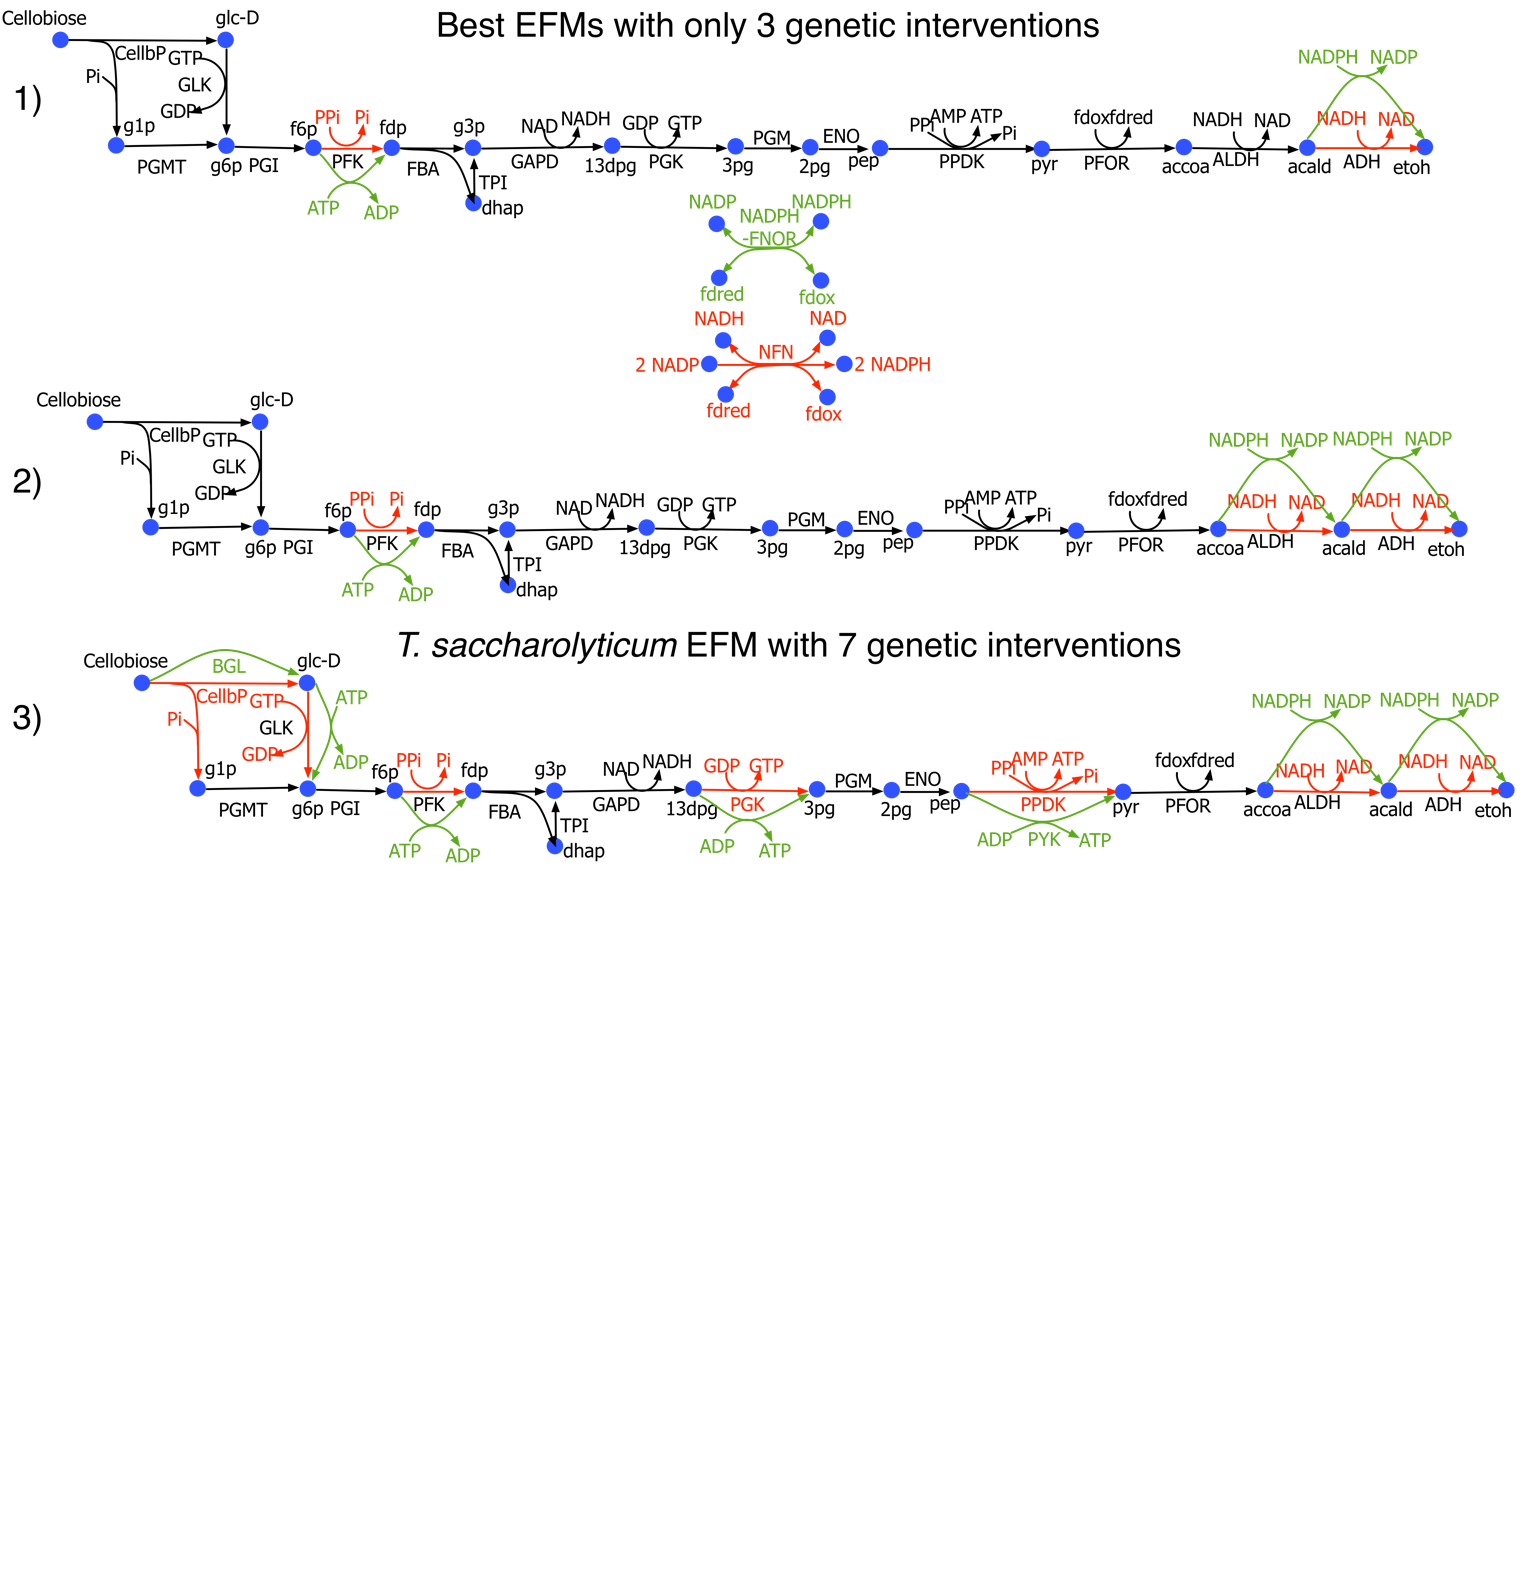 Best EFMs with only 3 genetic interventions
1)
Cellobiose
glc-D
CellbP
GTP
Pi
GLK
GDP
g1p
PGMT
g6p
PGI
f6p
PPi
Pi
fdp
PFK
ATP
ADP
FBA
g3p
TPI
dhap
NAD
NADH
GAPD
13dpg
GDP
GTP
PGK
3pg
PGM
2pg
ENO
pep
PPi
AMP
ATP
Pi
PPDK
pyr
fdox
fdred
PFOR
accoa
NADH
NAD
ALDH
acald
NADPH
NADP
NADH
NAD
ADH
etoh
NADP
NADPH
NADPH
-FNOR
fdred
fdox
NADH
NAD
NFN
2 NADP
2 NADPH
fdred
fdox
2)
Cellobiose
glc-D
CellbP
GTP
Pi
GLK
GDP
g1p
PGMT
g6p
PGI
f6p
PPi
Pi
fdp
PFK
ATP
ADP
FBA
g3p
TPI
dhap
NAD
NADH
GAPD
13dpg
GDP
GTP
PGK
3pg
PGM
2pg
ENO
pep
PPi
AMP
ATP
Pi
PPDK
pyr
fdox
fdred
PFOR
accoa
NADPH
NADP
NADH
NAD
ALDH
acald
NADPH
NADP
NADH
NAD
ADH
etoh
T. saccharolyticum EFM with 7 genetic interventions
3)
Cellobiose
BGL
glc-D
CellbP
GTP
ATP
Pi
GLK
GDP
ADP
g1p
PGMT
g6p
PGI
f6p
PPi
Pi
fdp
PFK
ATP
ADP
FBA
g3p
TPI
dhap
NAD
NADH
GAPD
13dpg
GDP
GTP
PGK
ADP
ATP
3pg
PGM
2pg
ENO
pep
PPi
AMP
ATP
Pi
PPDK
ADP
PYK
ATP
pyr
fdox
fdred
PFOR
accoa
NADPH
NADP
NADH
NAD
ALDH
acald
NADPH
NADP
NADH
NAD
ADH
etoh